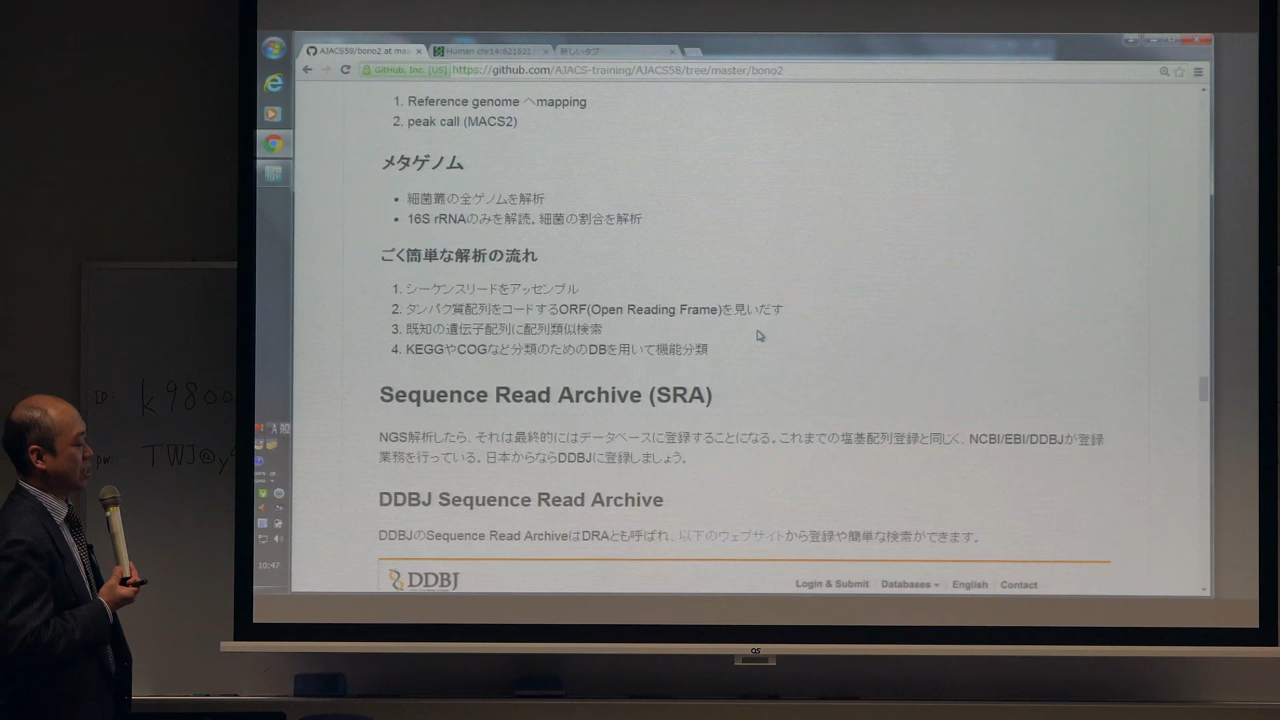 AJACS58/bono2 at mas
Human chr14:621621
新しいタブ
GitHub, Inc. [US]
https://github.com/AJACS-training/AJACS58/tree/master/bono2
1. Reference genome へmapping
2. peak call (MACS2)
メタゲノム
• 細菌叢の全ゲノムを解析
• 16S rRNAのみを解読。細菌の割合を解析
ごく簡単な解析の流れ
1. シーケンスリードをアッセンブル
2. タンパク質配列をコードするORF(Open Reading Frame)を見いだす
3. 既知の遺伝子配列に配列類似検索
4. KEGGやCOGなど分類のためのDBを用いて機能分類
Sequence Read Archive (SRA)
NGS解析したら、それは最終的にはデータベースに登録することになる。これまでの塩基配列登録と同じく、NCBI/EBI/DDBJが登録
業務を行っている。日本からならDDBJに登録しましょう。
DDBJ Sequence Read Archive
DDBJのSequence Read ArchiveはDRAとも呼ばれ、以下のウェブサイトから登録や簡単な検索ができます。
DDBJ
Login & Submit Databases English Contact
10:47
ID: k9800
pw: TWJ@y
OS